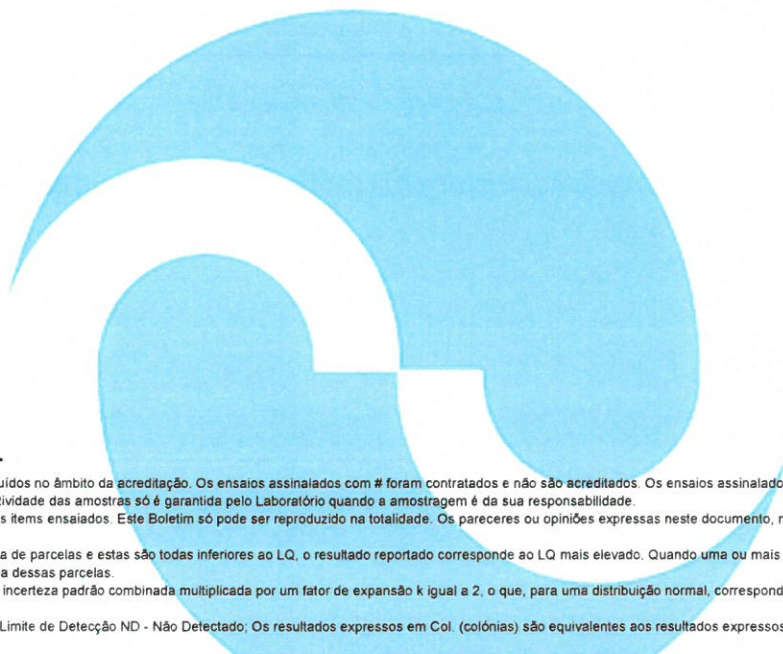 uídos no âmbito da acreditação. Os ensaios assinalados com # foram contratados e não são acreditados. Os ensaios assinalado
tividade das amostras só é garantida pelo Laboratório quando a amostragem é da sua responsabilidade.
s items ensaiados. Este Boletim só pode ser reproduzido na totalidade. Os pareceres ou opiniões expressas neste documento, n
a de parcelas e estas são todas inferiores ao LQ, o resultado reportado corresponde ao LQ mais elevado. Quando uma ou mais
a dessas parcelas.
incerteza padrão combinada multiplicada por um fator de expansão k igual a 2, o que, para uma distribuição normal, correspond
Limite de Detecção ND - Não Detectado; Os resultados expressos em Col. (colónias) são equivalentes aos resultados expressos